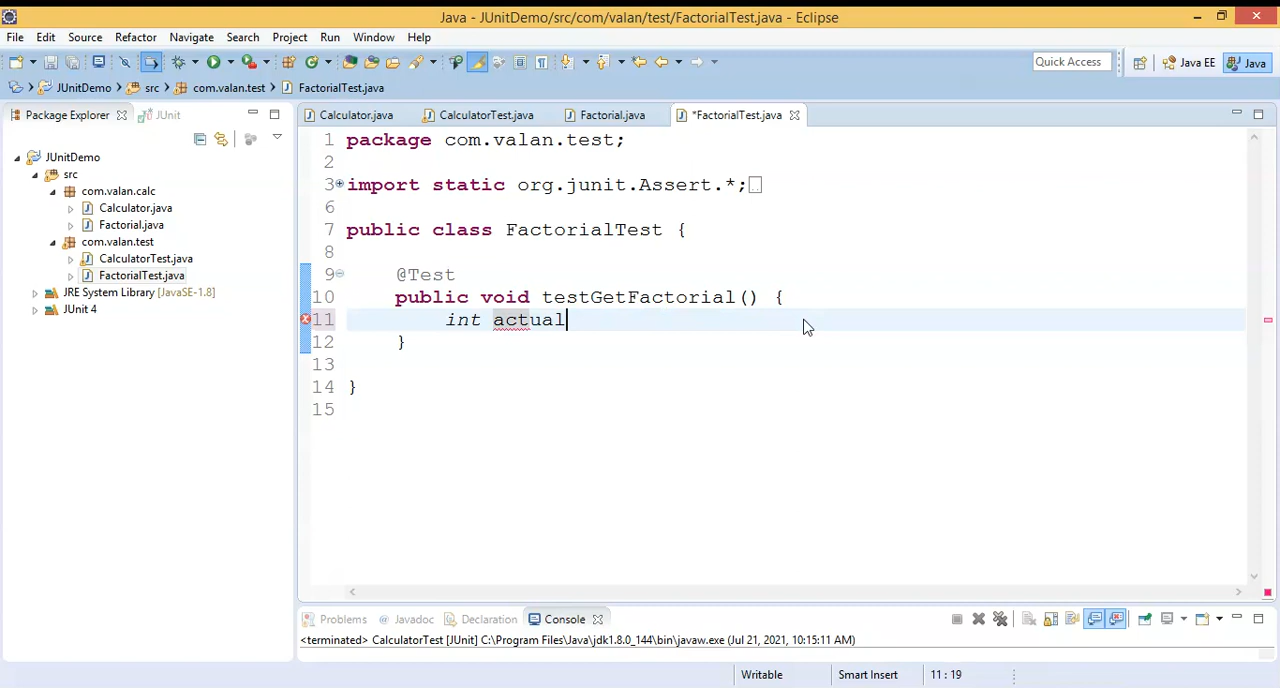 Java - JUnitDemo/src/com/valan/test/FactorialTest.java - Eclipse
File Edit Source Refactor Navigate Search Project Run Window Help
Quick Access Java EE Java
JUnitDemo src com.valan.test FactorialTest.java
Package Explorer JUnit
Calculator.java CalculatorTest.java Factorial.java *FactorialTest.java
JUnitDemo
src
com.valan.calc
Calculator.java
Factorial.java
com.valan.test
CalculatorTest.java
FactorialTest.java
JRE System Library [JavaSE-1.8]
JUnit 4
1 package com.valan.test;
2
3 import static org.junit.Assert.*;
6
7 public class FactorialTest {
8
9 @Test
10 public void testGetFactorial() {
11 int actual
12 }
13
14 }
15
Problems @ Javadoc Declaration Console
<terminated> CalculatorTest [JUnit] C:\Program Files\Java\jdk1.8.0_144\bin\javaw.exe (Jul 21, 2021, 10:15:11 AM)
Writable Smart Insert 11 : 19